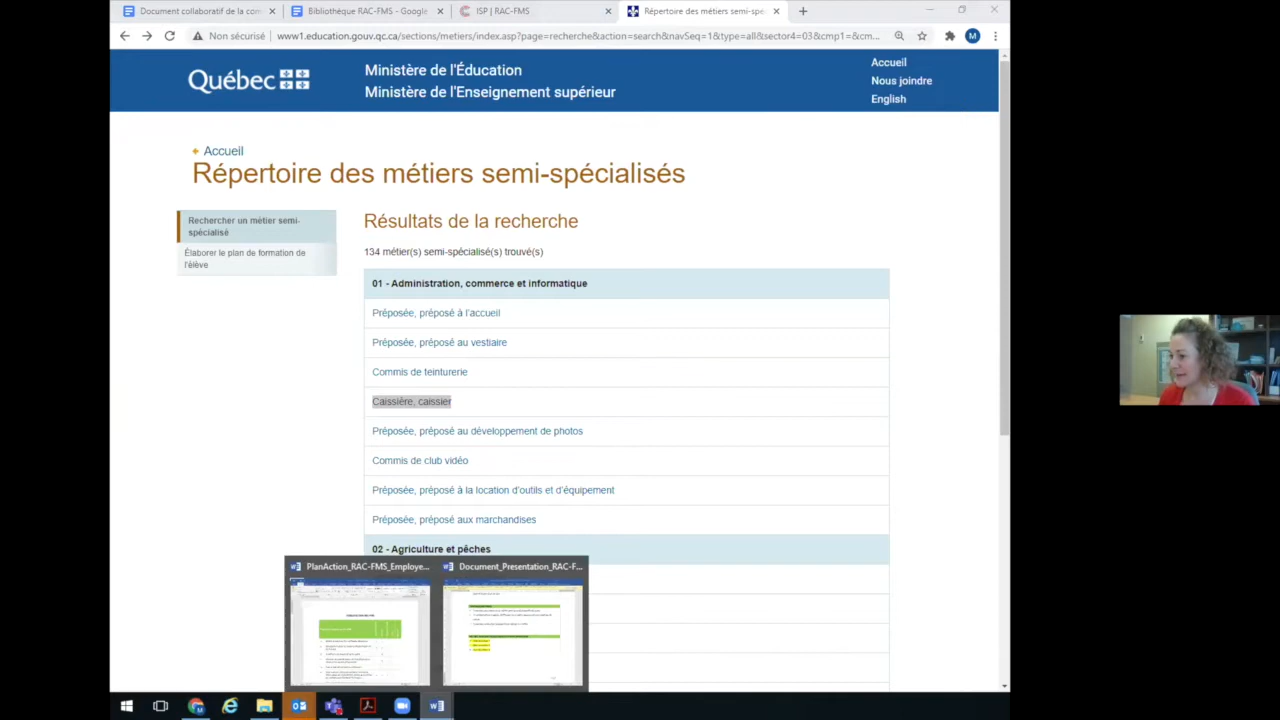 Document collaboratif de la com
Bibliothèque RAC-FMS - Google
ISP | RAC-FMS
Répertoire des métiers semi-spé
Non sécurisé
www1.education.gouv.qc.ca/sections/metiers/index.asp?page=recherche&action=search&navSeq=1&type=all&sector4=03&cmp1=&cm...
M
Québec
Ministère de l'Éducation
Ministère de l'Enseignement supérieur
Accueil
Nous joindre
English
Accueil
Répertoire des métiers semi-spécialisés
Rechercher un métier semi-
spécialisé
Élaborer le plan de formation de
l'élève
Résultats de la recherche
134 métier(s) semi-spécialisé(s) trouvé(s)
01 - Administration, commerce et informatique
Préposée, préposé à l'accueil
Préposée, préposé au vestiaire
Commis de teinturerie
Caissière, caissier
Préposée, préposé au développement de photos
Commis de club vidéo
Préposée, préposé à la location d'outils et d'équipement
Préposée, préposé aux marchandises
02 - Agriculture et pêches
PlanAction_RAC-FMS_Employe...
Document_Presentation_RAC-F...